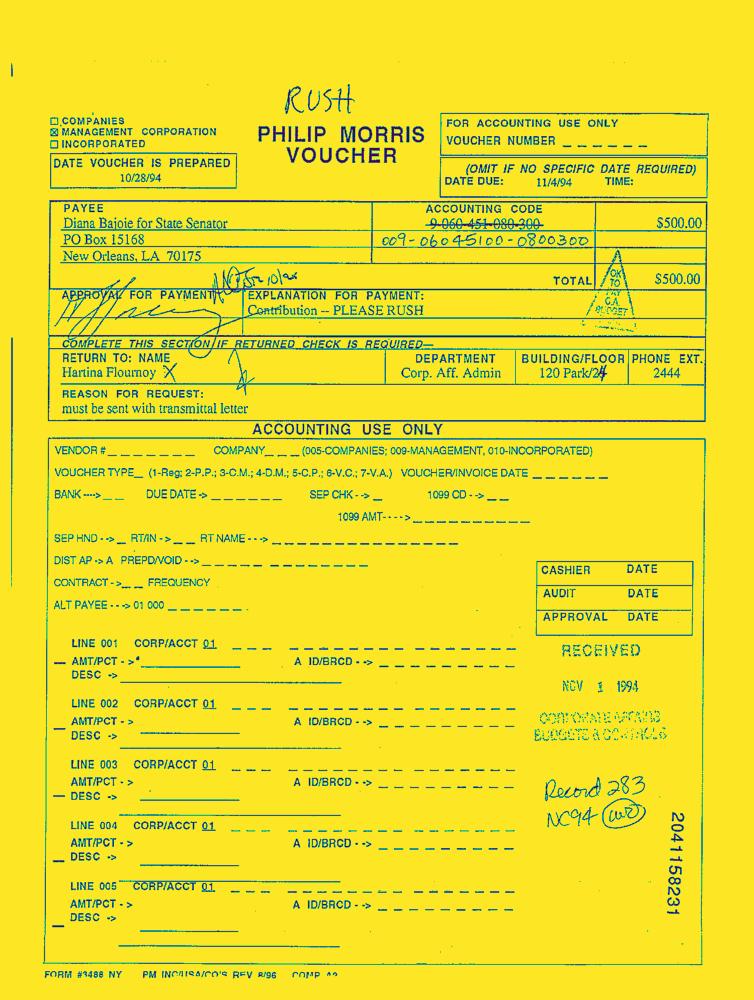 RUSH
☐ COMPANIES
☒ MANAGEMENT CORPORATION
☐ INCORPORATED
PHILIP MORRIS
VOUCHER
FOR ACCOUNTING USE ONLY
VOUCHER NUMBER _ _ _ _ _ _
DATE VOUCHER IS PREPARED
10/28/94
(OMIT IF NO SPECIFIC DATE REQUIRED)
DATE DUE: 11/4/94 TIME:
PAYEE ACCOUNTING CODE
Diana Bajoie for State Senator 9-060-451-080-300 $500.00
PO Box 15168 009-06045100-0800300
New Orleans, LA 70175
TOTAL $500.00
OK
TO
PAY
G.A.
BUDGET
APPROVAL FOR PAYMENT EXPLANATION FOR PAYMENT:
Contribution -- PLEASE RUSH
COMPLETE THIS SECTION IF RETURNED CHECK IS REQUIRED—
RETURN TO: NAME DEPARTMENT BUILDING/FLOOR PHONE EXT.
Hartina Flournoy X Corp. Aff. Admin 120 Park/24 2444
REASON FOR REQUEST:
must be sent with transmittal letter
ACCOUNTING USE ONLY
VENDOR # _ _ _ _ _ _ _ COMPANY _ _ _ (005-COMPANIES; 009-MANAGEMENT, 010-INCORPORATED)
VOUCHER TYPE _ (1-Reg; 2-P.P.; 3-C.M.; 4-D.M.; 5-C.P.; 6-V.C.; 7-V.A.) VOUCHER/INVOICE DATE _ _ _ _ _ _
BANK ----> _ _ DUE DATE -> _ _ _ _ _ _ SEP CHK - -> _ 1099 CD - -> _ _
1099 AMT- - - -> _ _ _ _ _ _ _ _ _ _
SEP HND - -> _ RT/IN - > _ _ RT NAME - - -> _ _ _ _ _ _ _ _ _ _ _ _ _ _ _
DIST AP -> A PREPD/VOID - -> _ _ _ _ _ _ _ _ _ _ _ _ _
CONTRACT - > _ _ FREQUENCY
ALT PAYEE - - -> 01 000 _ _ _ _ _ _ .
CASHIER DATE
AUDIT DATE
APPROVAL DATE
LINE 001 CORP/ACCT 01
AMT/PCT - > A ID/BRCD - ->
DESC ->
RECEIVED
NOV 1 1994
CORPORATE AFFAIRS
BUDGETS & CONTROLS
LINE 002 CORP/ACCT 01
AMT/PCT - > A ID/BRCD - ->
DESC ->
LINE 003 CORP/ACCT 01
AMT/PCT - > A ID/BRCD - ->
DESC ->
Record 283
NC94
LINE 004 CORP/ACCT 01
AMT/PCT - > A ID/BRCD - ->
DESC ->
LINE 005 CORP/ACCT 01
AMT/PCT - > A ID/BRCD - ->
DESC ->
2041158231
FORM #3488 NY PM INC/USA/CO'S REV 8/96